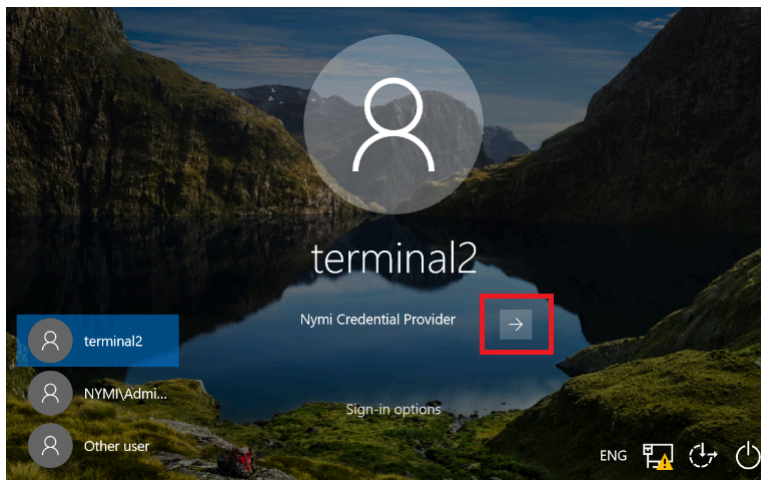 terminal2
Nymi Credential Provider
Sign-in options
terminal2
NYMI\Admi...
Other user
ENG